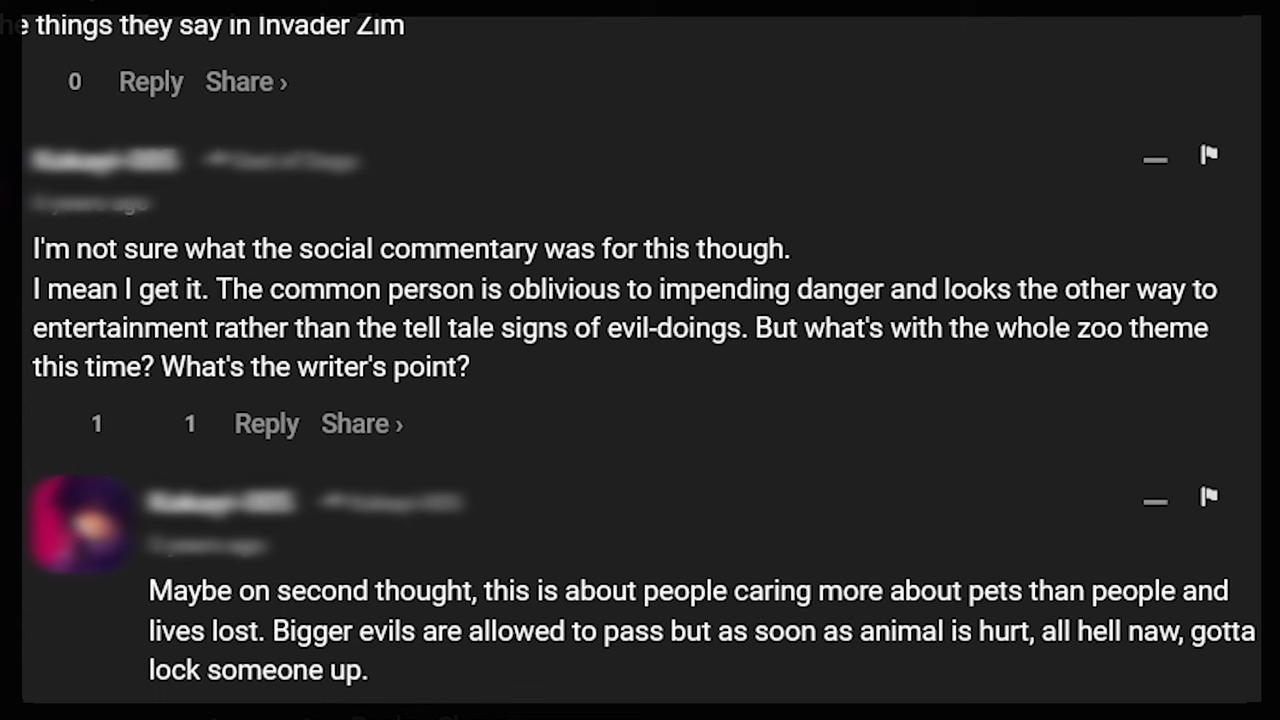 things they say in Invader Zim
0 Reply Share ›
I'm not sure what the social commentary was for this though.
I mean I get it. The common person is oblivious to impending danger and looks the other way to
entertainment rather than the tell tale signs of evil-doings. But what's with the whole zoo theme
this time? What's the writer's point?
1 1 Reply Share ›
Maybe on second thought, this is about people caring more about pets than people and
lives lost. Bigger evils are allowed to pass but as soon as animal is hurt, all hell naw, gotta
lock someone up.